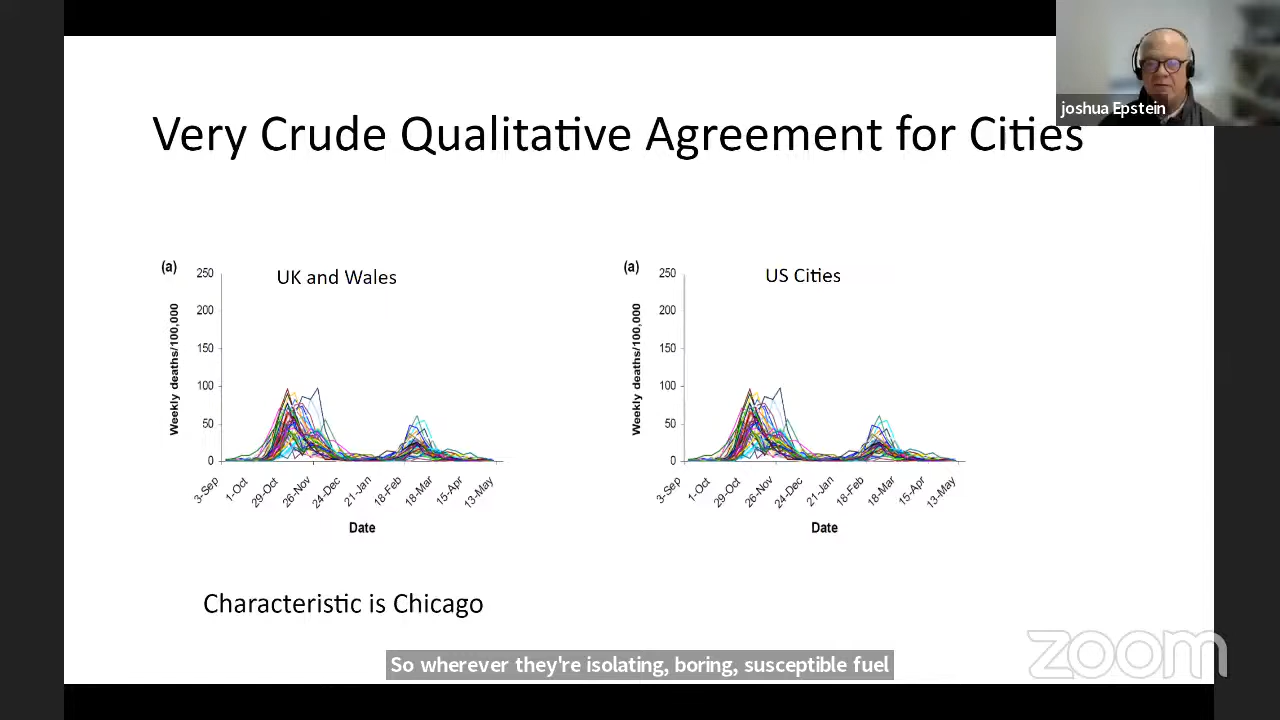 joshua Epstein
Very Crude Qualitative Agreement for Cities
(a)
UK and Wales
250
200
150
100
50
0
Weekly deaths/100,000
3-Sep
1-Oct
29-Oct
26-Nov
24-Dec
21-Jan
18-Feb
18-Mar
15-Apr
13-May
Date
(a)
US Cities
250
200
150
100
50
0
Weekly deaths/100,000
3-Sep
1-Oct
29-Oct
26-Nov
24-Dec
21-Jan
18-Feb
18-Mar
15-Apr
13-May
Date
Characteristic is Chicago
zoom
So wherever they're isolating, boring, susceptible fuel